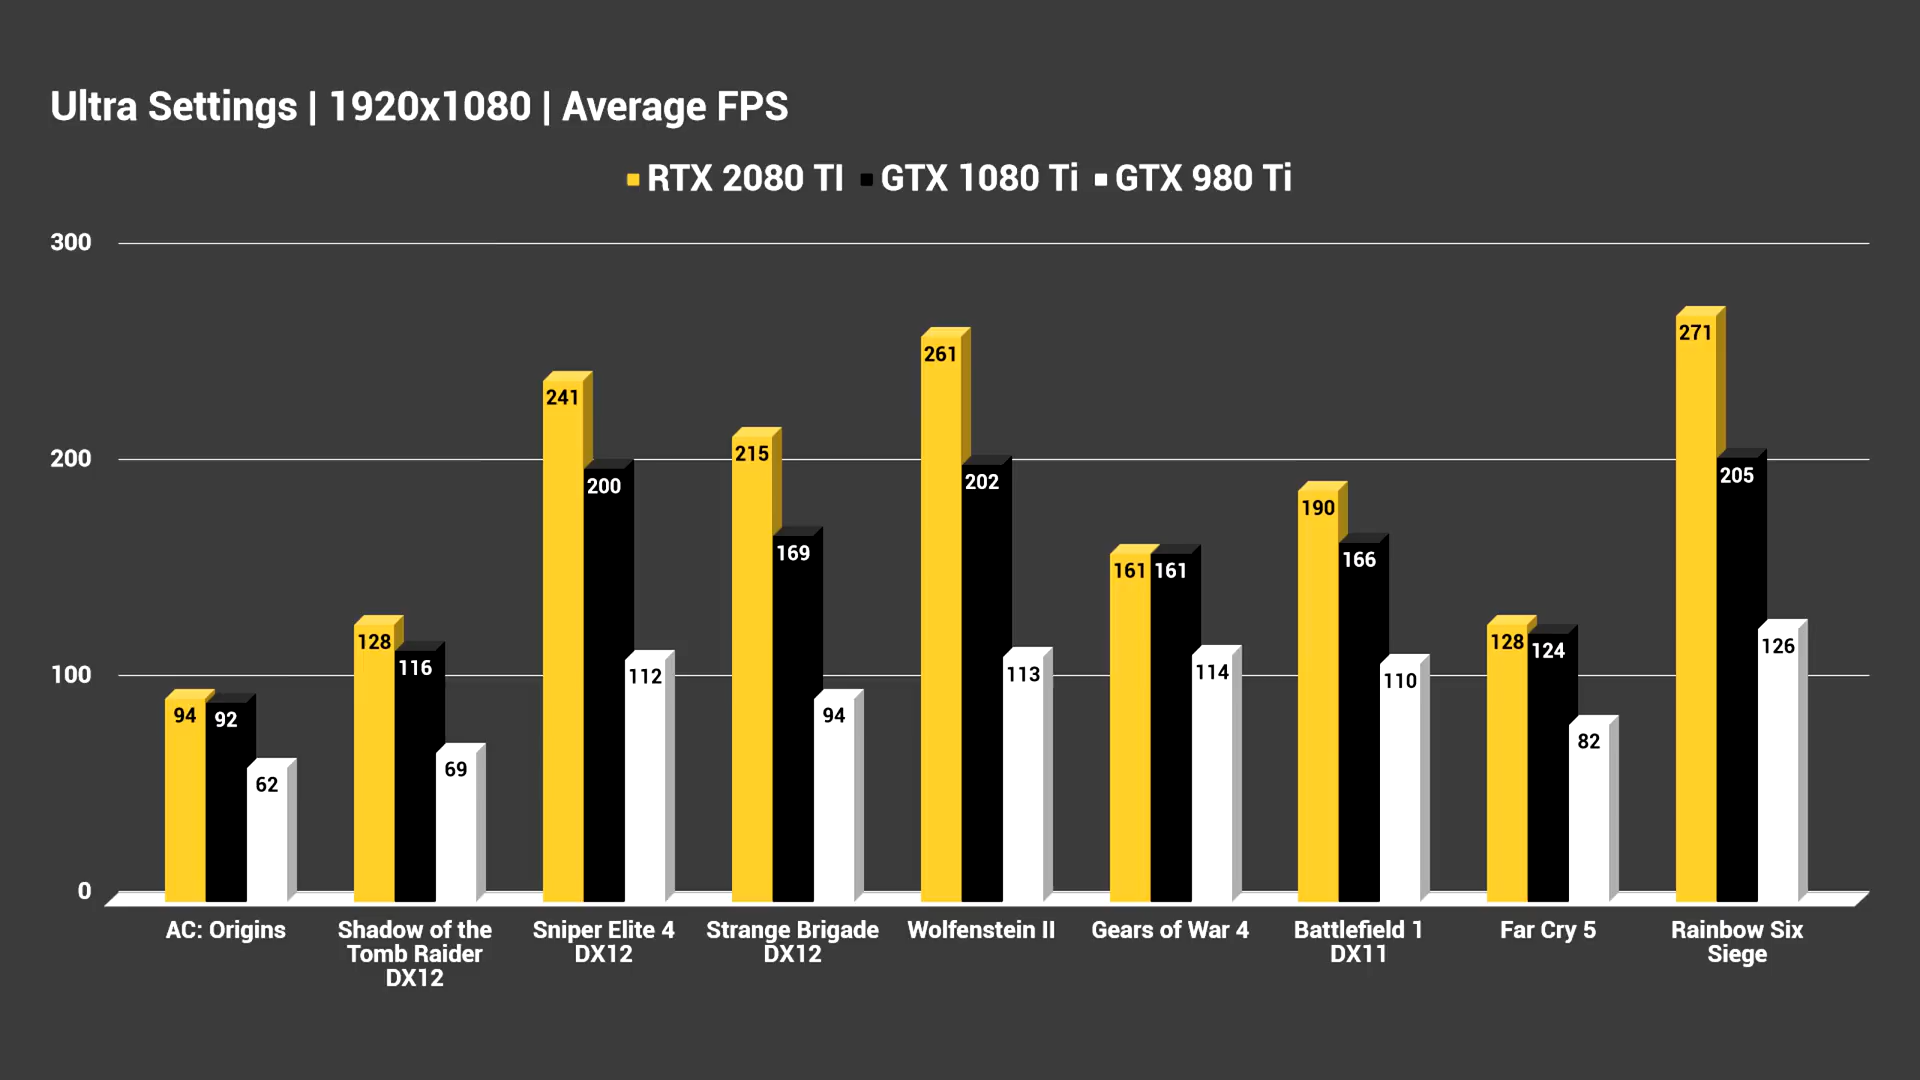 Ultra Settings | 1920x1080 | Average FPS
RTX 2080 TI GTX 1080 Ti GTX 980 Ti
300
200
100
0
94 92 62
128 116 69
241 200 112
215 169 94
261 202 113
161 161 114
190 166 110
128 124 82
271 205 126
AC: Origins
Shadow of the
Tomb Raider
DX12
Sniper Elite 4
DX12
Strange Brigade
DX12
Wolfenstein II
Gears of War 4
Battlefield 1
DX11
Far Cry 5
Rainbow Six
Siege